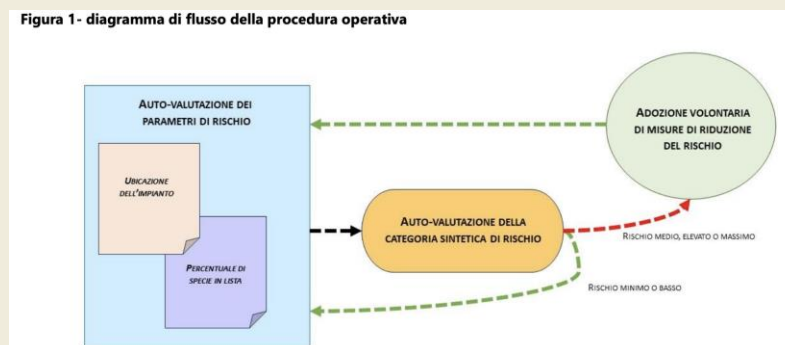 Figura 1- diagramma di flusso della procedura operativa
AUTO-VALUTAZIONE DEI
PARAMETRI DI RISCHIO
UBICAZIONE
DELL'IMPIANTO
PERCENTUALE DI
SPECIE IN LISTA
AUTO-VALUTAZIONE DELLA
CATEGORIA SINTETICA DI RISCHIO
ADOZIONE VOLONTARIA
DI MISURE DI RIDUZIONE
DEL RISCHIO
RISCHIO MEDIO, ELEVATO O MASSIMO
RISCHIO MINIMO O BASSO